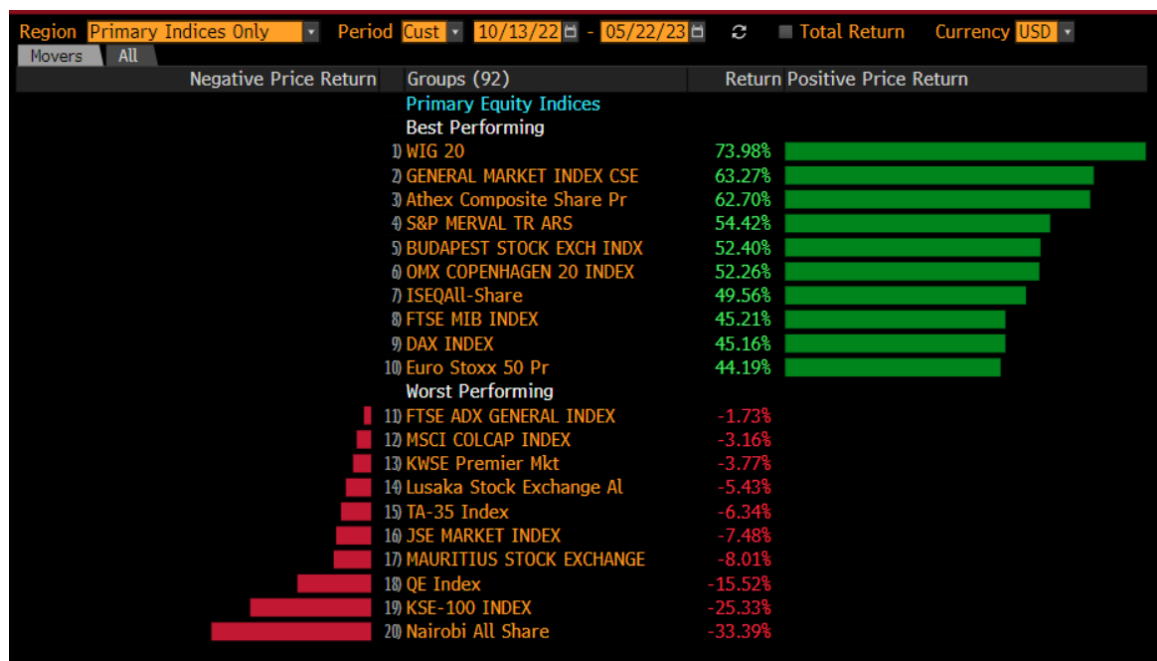 Region Primary Indices Only Period Cust 10/13/22 - 05/22/23 Total Return Currency USD
Movers All
Negative Price Return Groups (92) Return Positive Price Return
Primary Equity Indices
Best Performing
1) WIG 20 73.98%
2) GENERAL MARKET INDEX CSE 63.27%
3) Athex Composite Share Pr 62.70%
4) S&P MERVAL TR ARS 54.42%
5) BUDAPEST STOCK EXCH INDX 52.40%
6) OMX COPENHAGEN 20 INDEX 52.26%
7) ISEQAll-Share 49.56%
8) FTSE MIB INDEX 45.21%
9) DAX INDEX 45.16%
10) Euro Stoxx 50 Pr 44.19%
Worst Performing
11) FTSE ADX GENERAL INDEX -1.73%
12) MSCI COLCAP INDEX -3.16%
13) KWSE Premier Mkt -3.77%
14) Lusaka Stock Exchange Al -5.43%
15) TA-35 Index -6.34%
16) JSE MARKET INDEX -7.48%
17) MAURITIUS STOCK EXCHANGE -8.01%
18) QE Index -15.52%
19) KSE-100 INDEX -25.33%
20) Nairobi All Share -33.39%